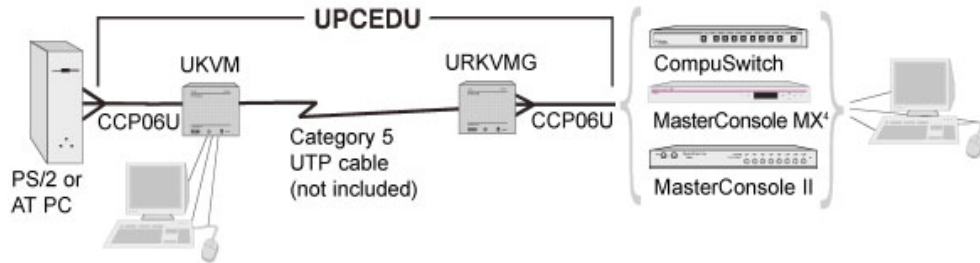 UPCEDU
UKVM
URKVMG
CCP06U
CCP06U
Category 5
UTP cable
(not included)
PS/2 or
AT PC
CompuSwitch
MasterConsole MX⁴
MasterConsole II